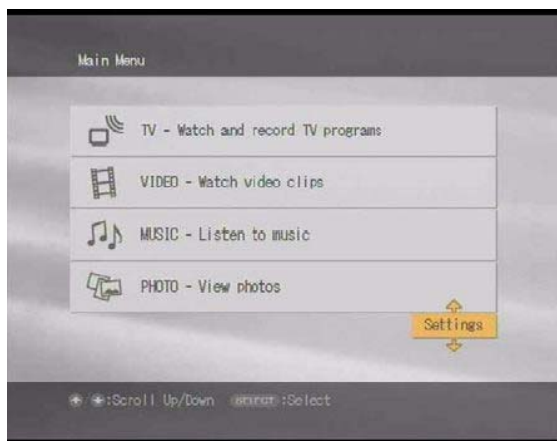 Main Menu
TV - Watch and record TV programs
VIDEO - Watch video clips
MUSIC - Listen to music
PHOTO - View photos
Settings
:Scroll Up/Down SELECT :Select